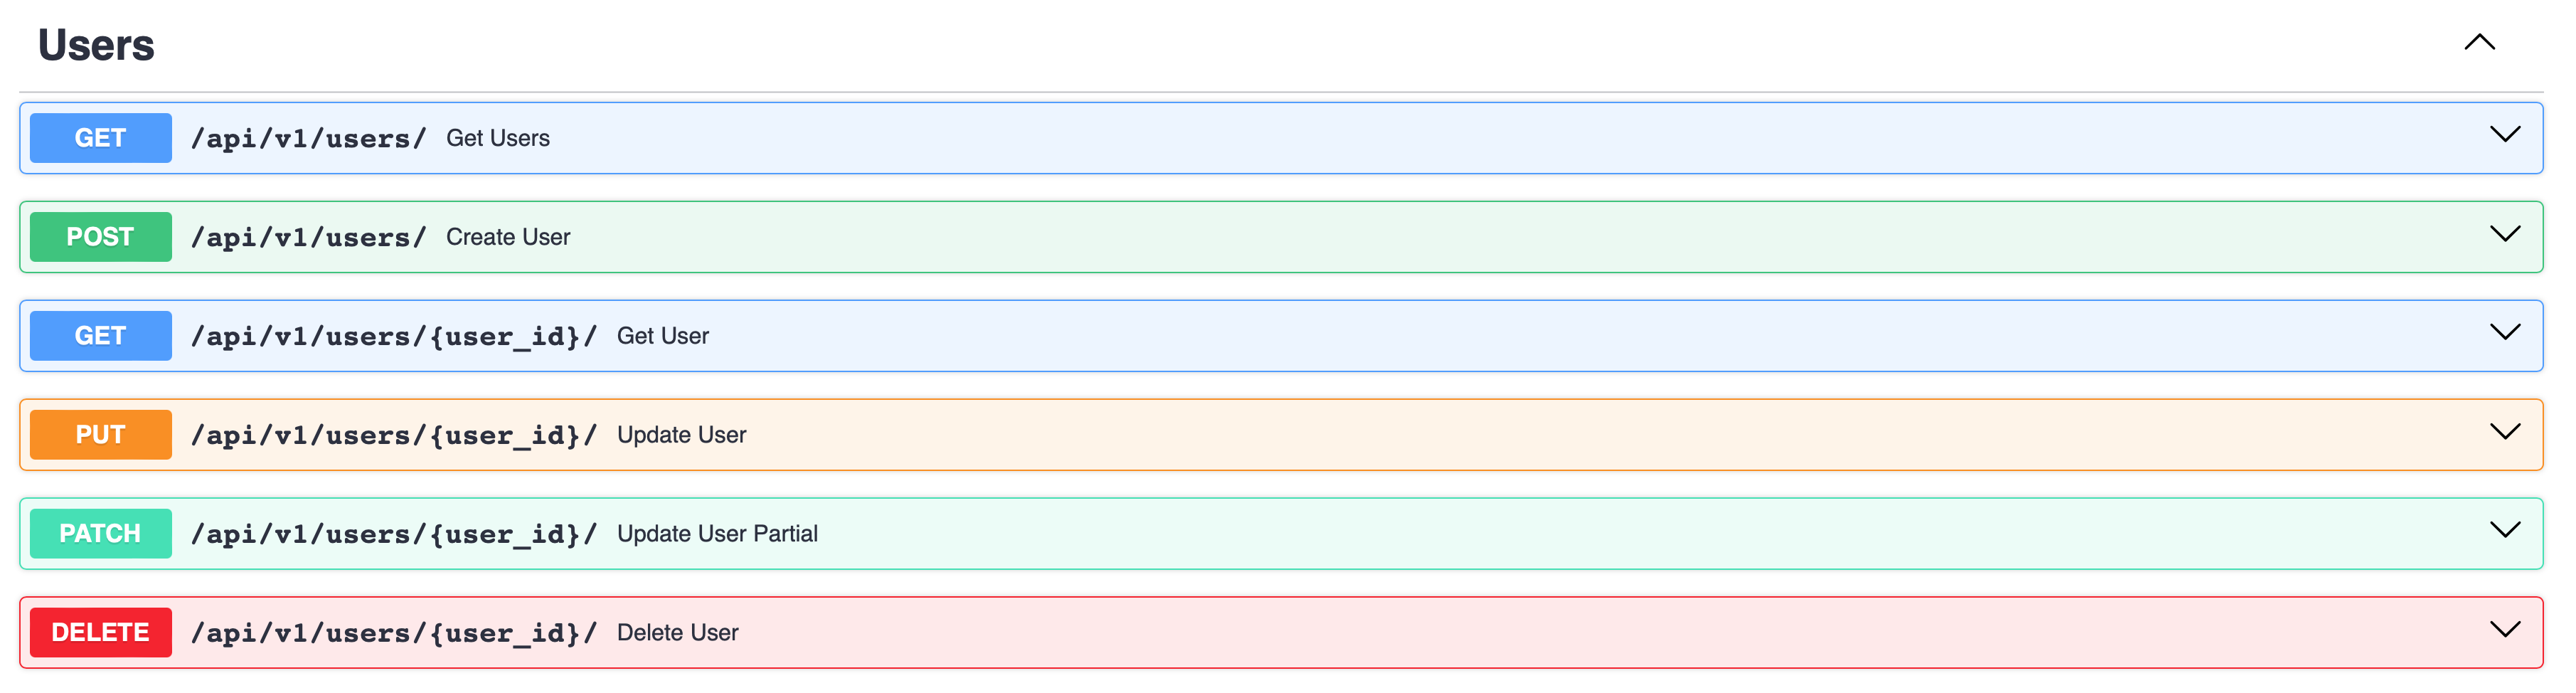 Users
GET /api/v1/users/ Get Users
POST /api/v1/users/ Create User
GET /api/v1/users/{user_id}/ Get User
PUT /api/v1/users/{user_id}/ Update User
PATCH /api/v1/users/{user_id}/ Update User Partial
DELETE /api/v1/users/{user_id}/ Delete User